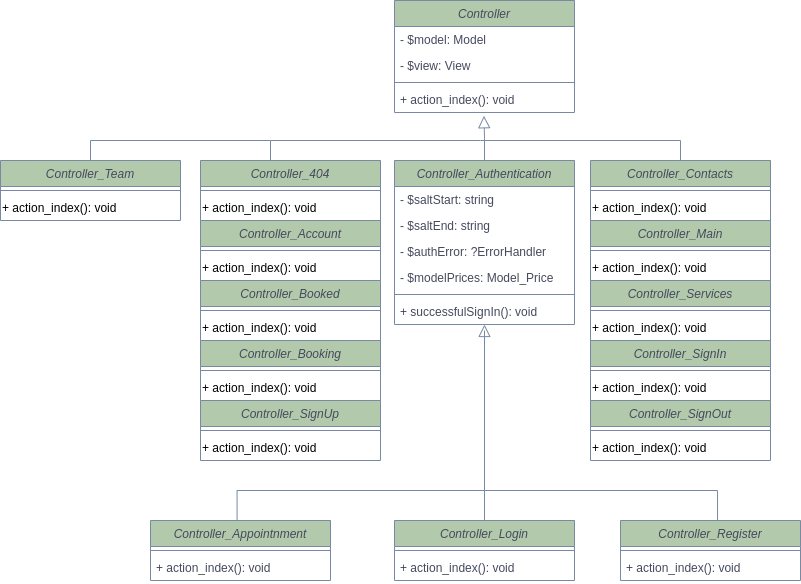 Controller
- $model: Model
- $view: View
+ action_index(): void
Controller_Team
+ action_index(): void
Controller_404
+ action_index(): void
Controller_Account
+ action_index(): void
Controller_Booked
+ action_index(): void
Controller_Booking
+ action_index(): void
Controller_SignUp
+ action_index(): void
Controller_Authentication
- $saltStart: string
- $saltEnd: string
- $authError: ?ErrorHandler
- $modelPrices: Model_Price
+ successfulSignIn(): void
Controller_Contacts
+ action_index(): void
Controller_Main
+ action_index(): void
Controller_Services
+ action_index(): void
Controller_SignIn
+ action_index(): void
Controller_SignOut
+ action_index(): void
Controller_Appointnment
+ action_index(): void
Controller_Login
+ action_index(): void
Controller_Register
+ action_index(): void